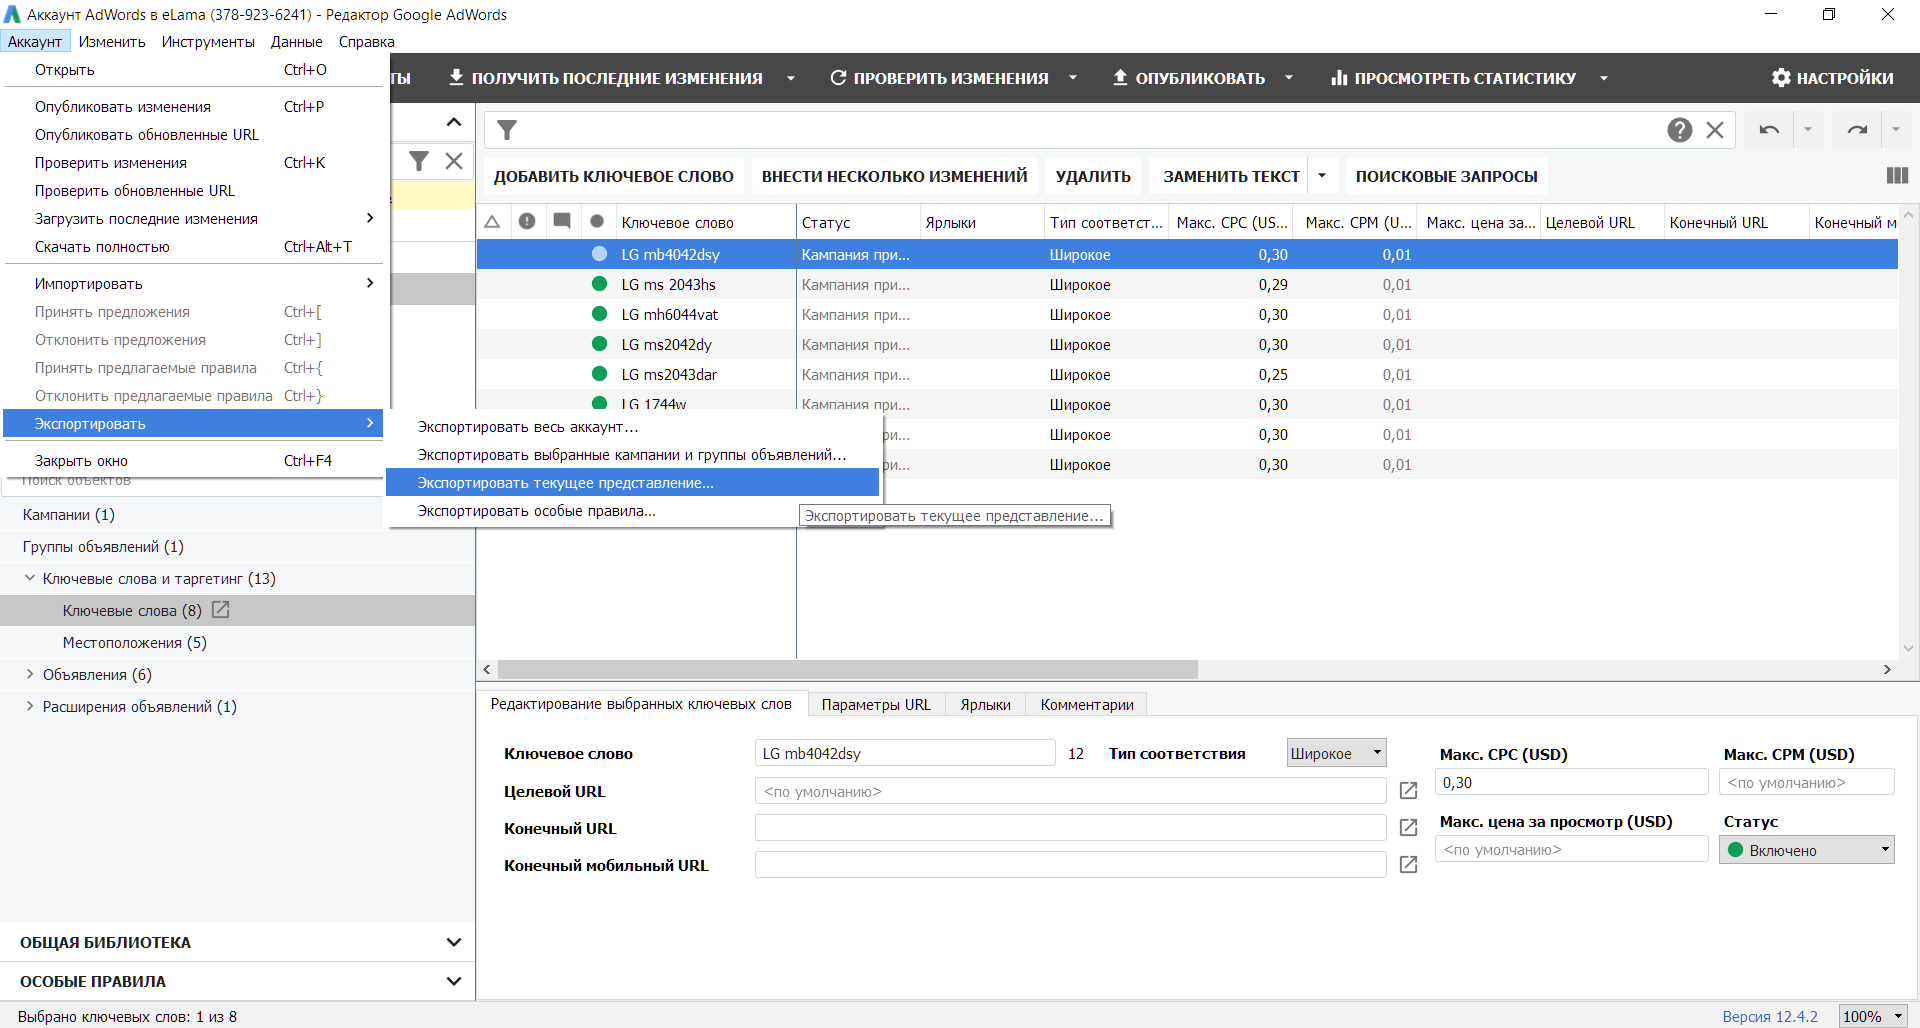 Аккаунт AdWords в eLama (378-923-6241) - Редактор Google AdWords
Аккаунт Изменить Инструменты Данные Справка
ТЫ ПОЛУЧИТЬ ПОСЛЕДНИЕ ИЗМЕНЕНИЯ ПРОВЕРИТЬ ИЗМЕНЕНИЯ ОПУБЛИКОВАТЬ ПРОСМОТРЕТЬ СТАТИСТИКУ НАСТРОЙКИ
Открыть Ctrl+O
Опубликовать изменения Ctrl+P
Опубликовать обновленные URL
Проверить изменения Ctrl+K
Проверить обновленные URL
Загрузить последние изменения
Скачать полностью Ctrl+Alt+T
Импортировать
Принять предложения Ctrl+[
Отклонить предложения Ctrl+]
Принять предлагаемые правила Ctrl+{
Отклонить предлагаемые правила Ctrl+}
Экспортировать
Закрыть окно Ctrl+F4
Экспортировать весь аккаунт...
Экспортировать выбранные кампании и группы объявлений...
Экспортировать текущее представление...
Экспортировать особые правила...
Экспортировать текущее представление...
Поиск объектов
Кампании (1)
Группы объявлений (1)
Ключевые слова и таргетинг (13)
Ключевые слова (8)
Местоположения (5)
Объявления (6)
Расширения объявлений (1)
ОБЩАЯ БИБЛИОТЕКА
ОСОБЫЕ ПРАВИЛА
ДОБАВИТЬ КЛЮЧЕВОЕ СЛОВО ВНЕСТИ НЕСКОЛЬКО ИЗМЕНЕНИЙ УДАЛИТЬ ЗАМЕНИТЬ ТЕКСТ ПОИСКОВЫЕ ЗАПРОСЫ
Ключевое слово Статус Ярлыки Тип соответст... Макс. CPC (US... Макс. CPM (U... Макс. цена за... Целевой URL Конечный URL Конечный м
LG mb4042dsy Кампания при... Широкое 0,30 0,01
LG ms 2043hs Кампания при... Широкое 0,29 0,01
LG mh6044vat Кампания при... Широкое 0,30 0,01
LG ms2042dy Кампания при... Широкое 0,30 0,01
LG ms2043dar Кампания при... Широкое 0,25 0,01
LG 1744w Кампания при... Широкое 0,30 0,01
ри... Широкое 0,30 0,01
ри... Широкое 0,30 0,01
Редактирование выбранных ключевых слов Параметры URL Ярлыки Комментарии
Ключевое слово LG mb4042dsy 12 Тип соответствия Широкое Макс. CPC (USD) Макс. CPM (USD)
0,30 <по умолчанию>
Целевой URL <по умолчанию>
Конечный URL Макс. цена за просмотр (USD) Статус
<по умолчанию> Включено
Конечный мобильный URL
Выбрано ключевых слов: 1 из 8 Версия 12.4.2 100%